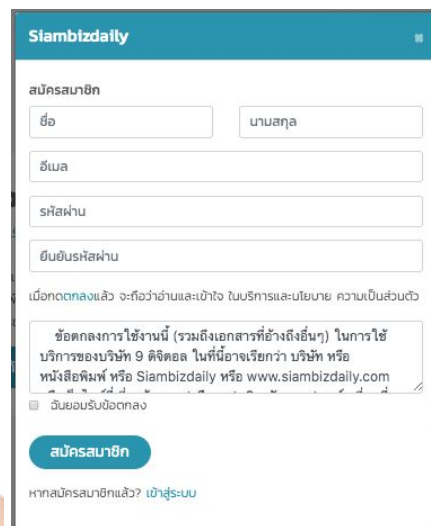 Siambizdaily
สมัครสมาชิก
ชื่อ นามสกุล
อีเมล
รหัสผ่าน
ยืนยันรหัสผ่าน
เมื่อกดตกลงแล้ว จะถือว่าอ่านและเข้าใจ ในบริการและนโยบาย ความเป็นส่วนตัว
ข้อตกลงการใช้งานนี้ (รวมถึงเอกสารที่อ้างถึงอื่นๆ) ในการใช้
บริการของบริษัท 9 ดิจิตอล ในที่นี้อาจเรียกว่า บริษัท หรือ
หนังสือพิมพ์ หรือ Siambizdaily หรือ www.siambizdaily.com
ฉันยอมรับข้อตกลง
สมัครสมาชิก
หากสมัครสมาชิกแล้ว? เข้าสู่ระบบ